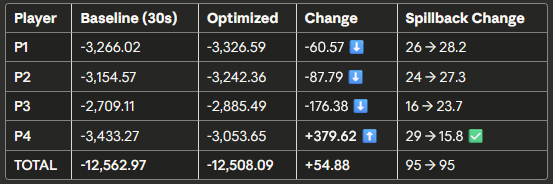 Player Baseline (30s) Optimized Change Spillback Change
P1 -3,266.02 -3,326.59 -60.57 ⬇️ 26 → 28.2
P2 -3,154.57 -3,242.36 -87.79 ⬇️ 24 → 27.3
P3 -2,709.11 -2,885.49 -176.38 ⬇️ 16 → 23.7
P4 -3,433.27 -3,053.65 +379.62 ⬆️ 29 → 15.8 ✅
TOTAL -12,562.97 -12,508.09 +54.88 95 → 95